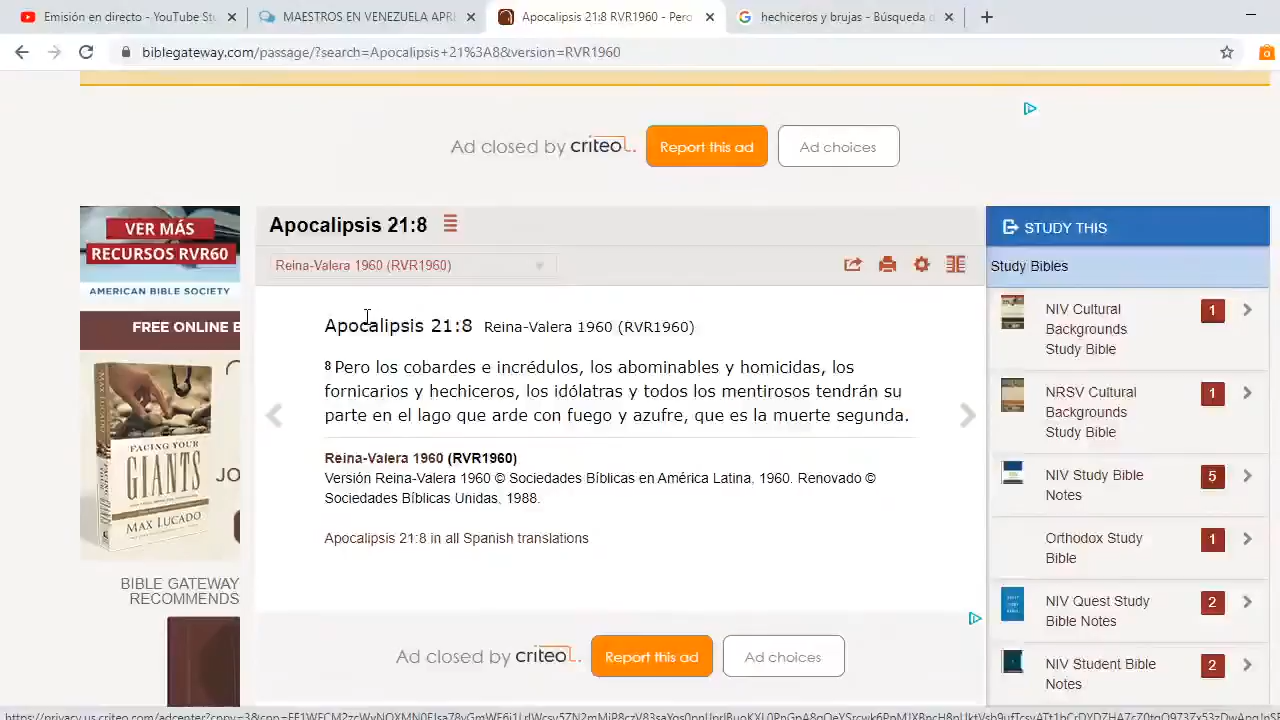 Emisión en directo - YouTube St
MAESTROS EN VENEZUELA APR
Apocalipsis 21:8 RVR1960 - Pero
hechiceros y brujas - Búsqueda d
biblegateway.com/passage/?search=Apocalipsis+21%3A8&version=RVR1960
Ad closed by criteo
Report this ad
Ad choices
VER MÁS
RECURSOS RVR60
AMERICAN BIBLE SOCIETY
FREE ONLINE E
FACING YOUR
GIANTS
MAX LUCADO
JO
BIBLE GATEWAY
RECOMMENDS
Apocalipsis 21:8
Reina-Valera 1960 (RVR1960)
Apocalipsis 21:8 Reina-Valera 1960 (RVR1960)
8 Pero los cobardes e incrédulos, los abominables y homicidas, los
fornicarios y hechiceros, los idólatras y todos los mentirosos tendrán su
parte en el lago que arde con fuego y azufre, que es la muerte segunda.
Reina-Valera 1960 (RVR1960)
Versión Reina-Valera 1960 © Sociedades Bíblicas en América Latina, 1960. Renovado ©
Sociedades Bíblicas Unidas, 1988.
Apocalipsis 21:8 in all Spanish translations
Ad closed by criteo
Report this ad
Ad choices
STUDY THIS
Study Bibles
NIV Cultural
Backgrounds
Study Bible
1
NRSV Cultural
Backgrounds
Study Bible
1
NIV Study Bible
Notes
5
Orthodox Study
Bible
1
NIV Quest Study
Bible Notes
2
NIV Student Bible
Notes
2